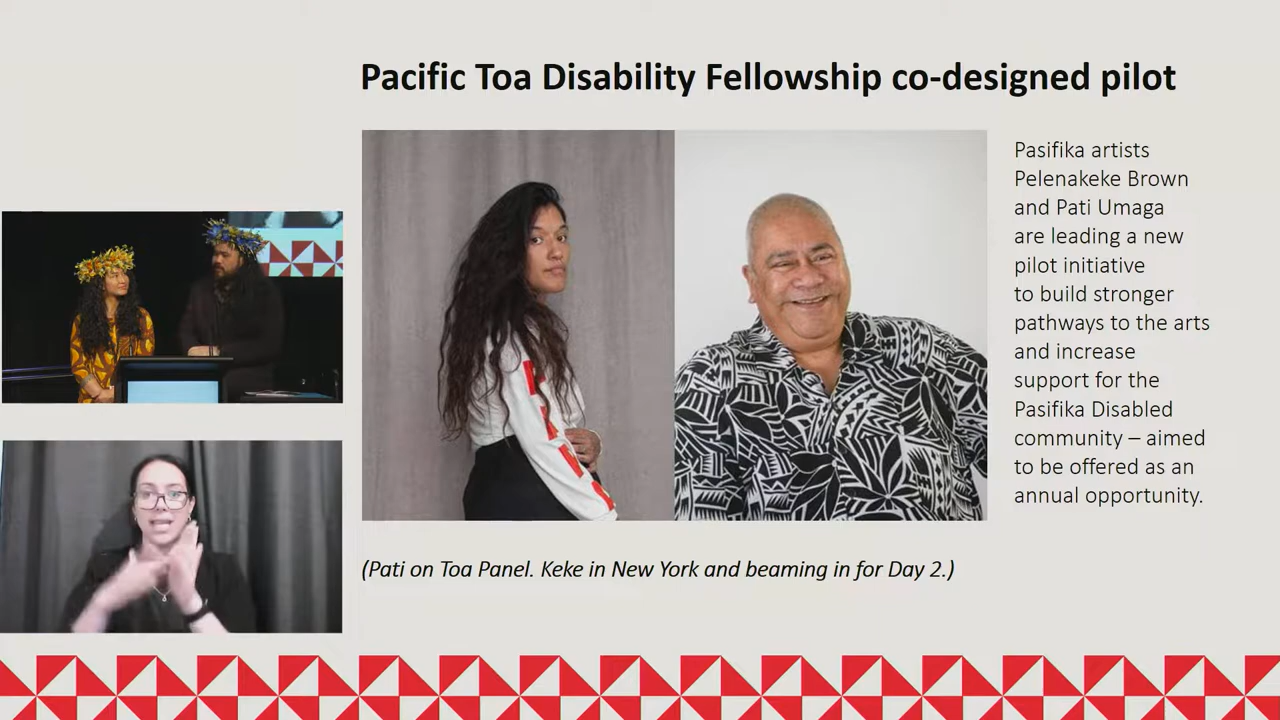 Pacific Toa Disability Fellowship co-designed pilot
Pasifika artists
Pelenakeke Brown
and Pati Umaga
are leading a new
pilot initiative
to build stronger
pathways to the arts
and increase
support for the
Pasifika Disabled
community – aimed
to be offered as an
annual opportunity.
(Pati on Toa Panel. Keke in New York and beaming in for Day 2.)